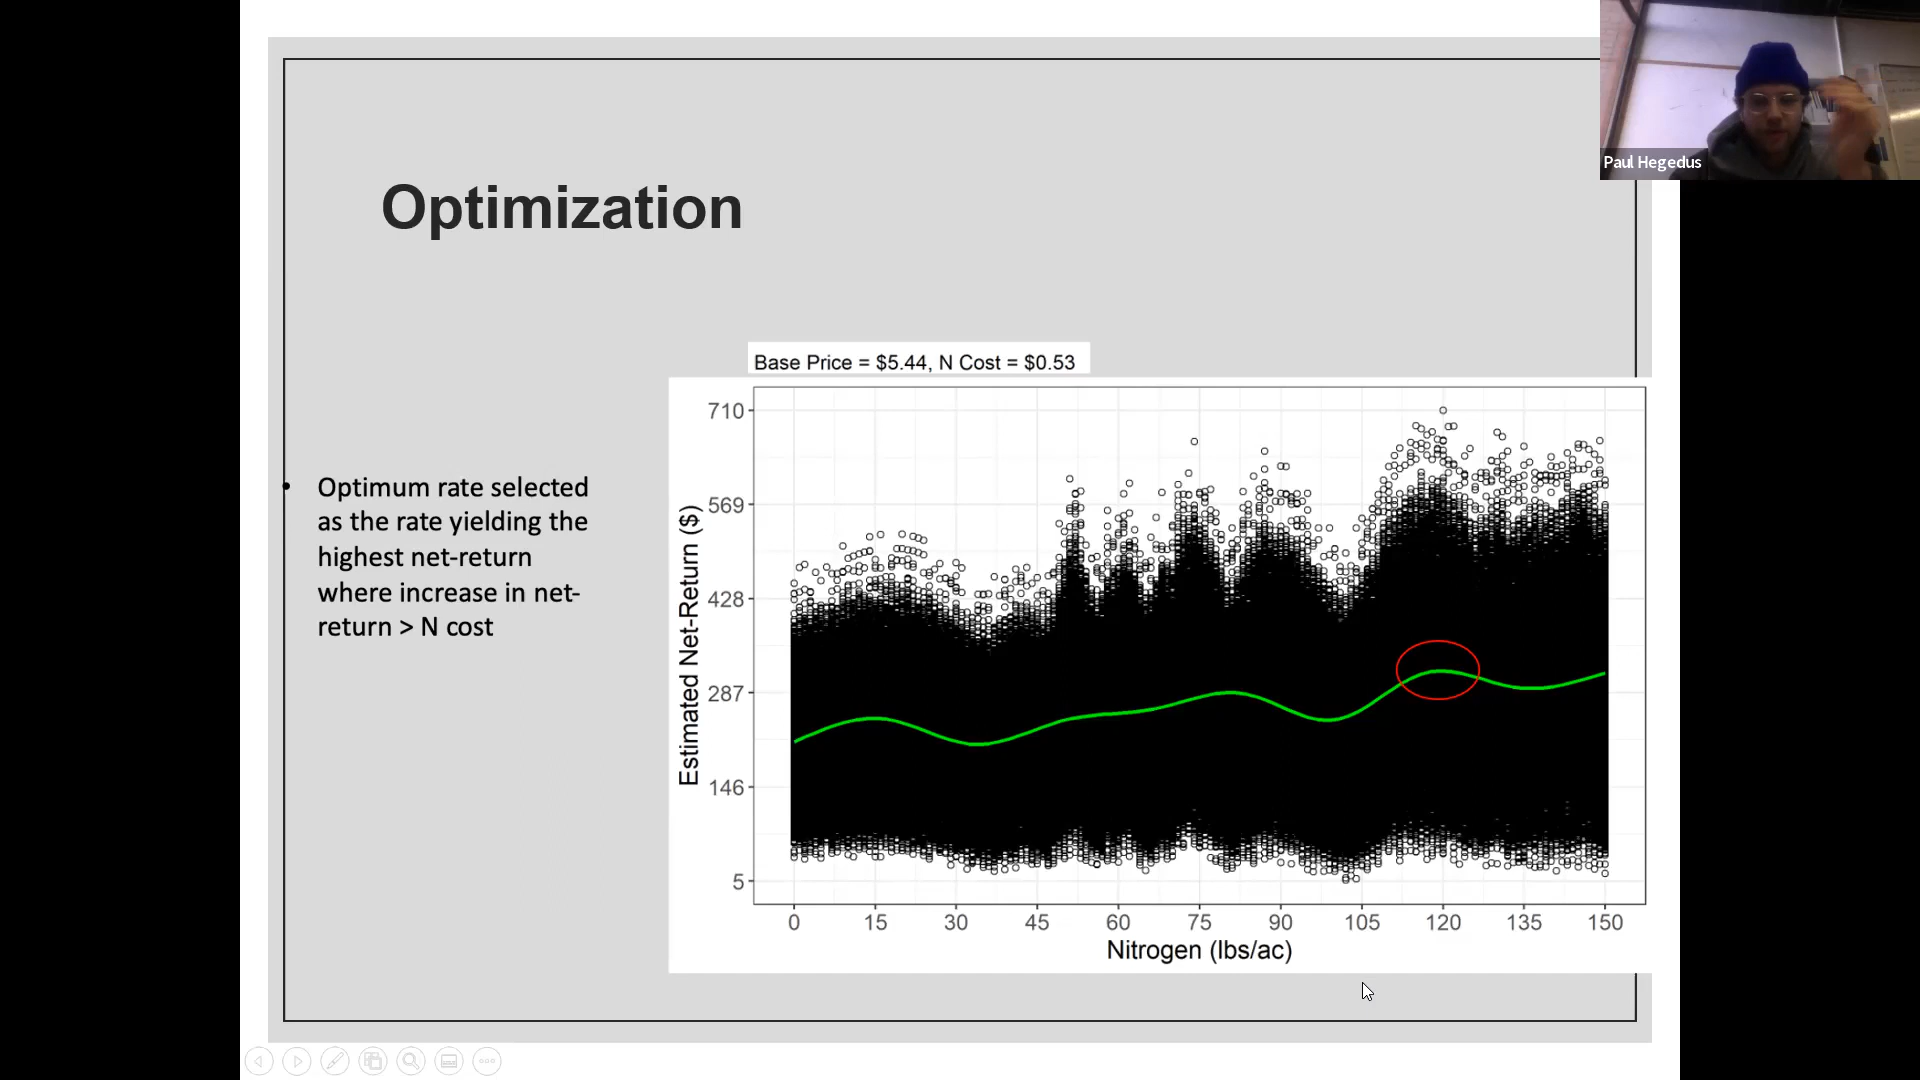 Paul Hegedus
Optimization
Base Price = $5.44, N Cost = $0.53
• Optimum rate selected
as the rate yielding the
highest net-return
where increase in net-
return > N cost
Estimated Net-Return ($)
710
569
428
287
146
5
0 15 30 45 60 75 90 105 120 135 150
Nitrogen (lbs/ac)